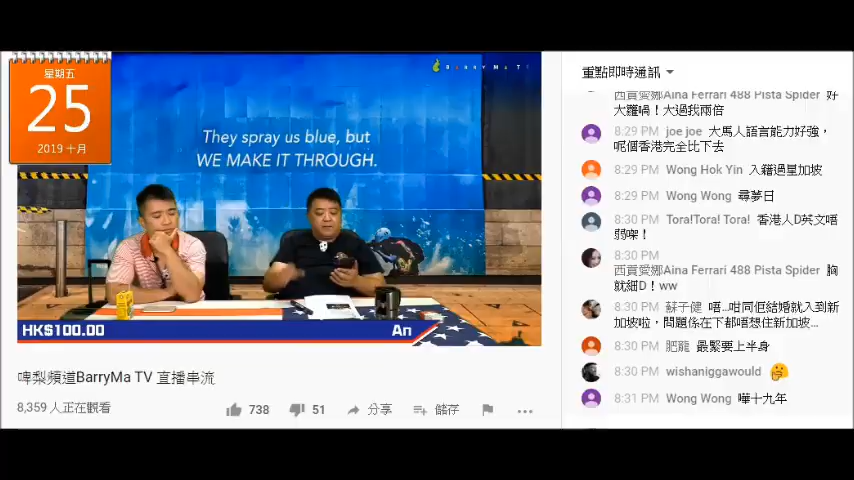 星期五
25
2019 十月
BARRY MA TV
They spray us blue, but
WE MAKE IT THROUGH.
HK$100.00
An
啤梨頻道BarryMa TV 直播串流
8,359 人正在觀看
738
51
分享
儲存
重點即時通訊
西貢愛娜Aina Ferrari 488 Pista Spider 好
大籮喎！大過我兩倍
8:29 PM joe joe 大馬人語言能力好強，
呢個香港完全比下去
8:29 PM Wong Hok Yin 入籍過星加坡
8:29 PM Wong Wong 尋夢日
8:30 PM Tora!Tora! Tora! 香港人D英文唔
弱㗎！
8:30 PM
西貢愛娜Aina Ferrari 488 Pista Spider 胸
就細D！ww
8:30 PM 蘇子健 唔...咁同佢結婚就入到新
加坡啦，問題係在下都唔想住新加坡...
8:30 PM 肥龍 最緊要上半身
8:30 PM wishaniggawould 🤔
8:31 PM Wong Wong 嘩十九年